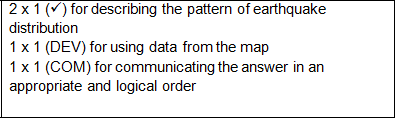 2 x 1 (✓) for describing the pattern of earthquake
distribution
1 x 1 (DEV) for using data from the map
1 x 1 (COM) for communicating the answer in an
appropriate and logical order